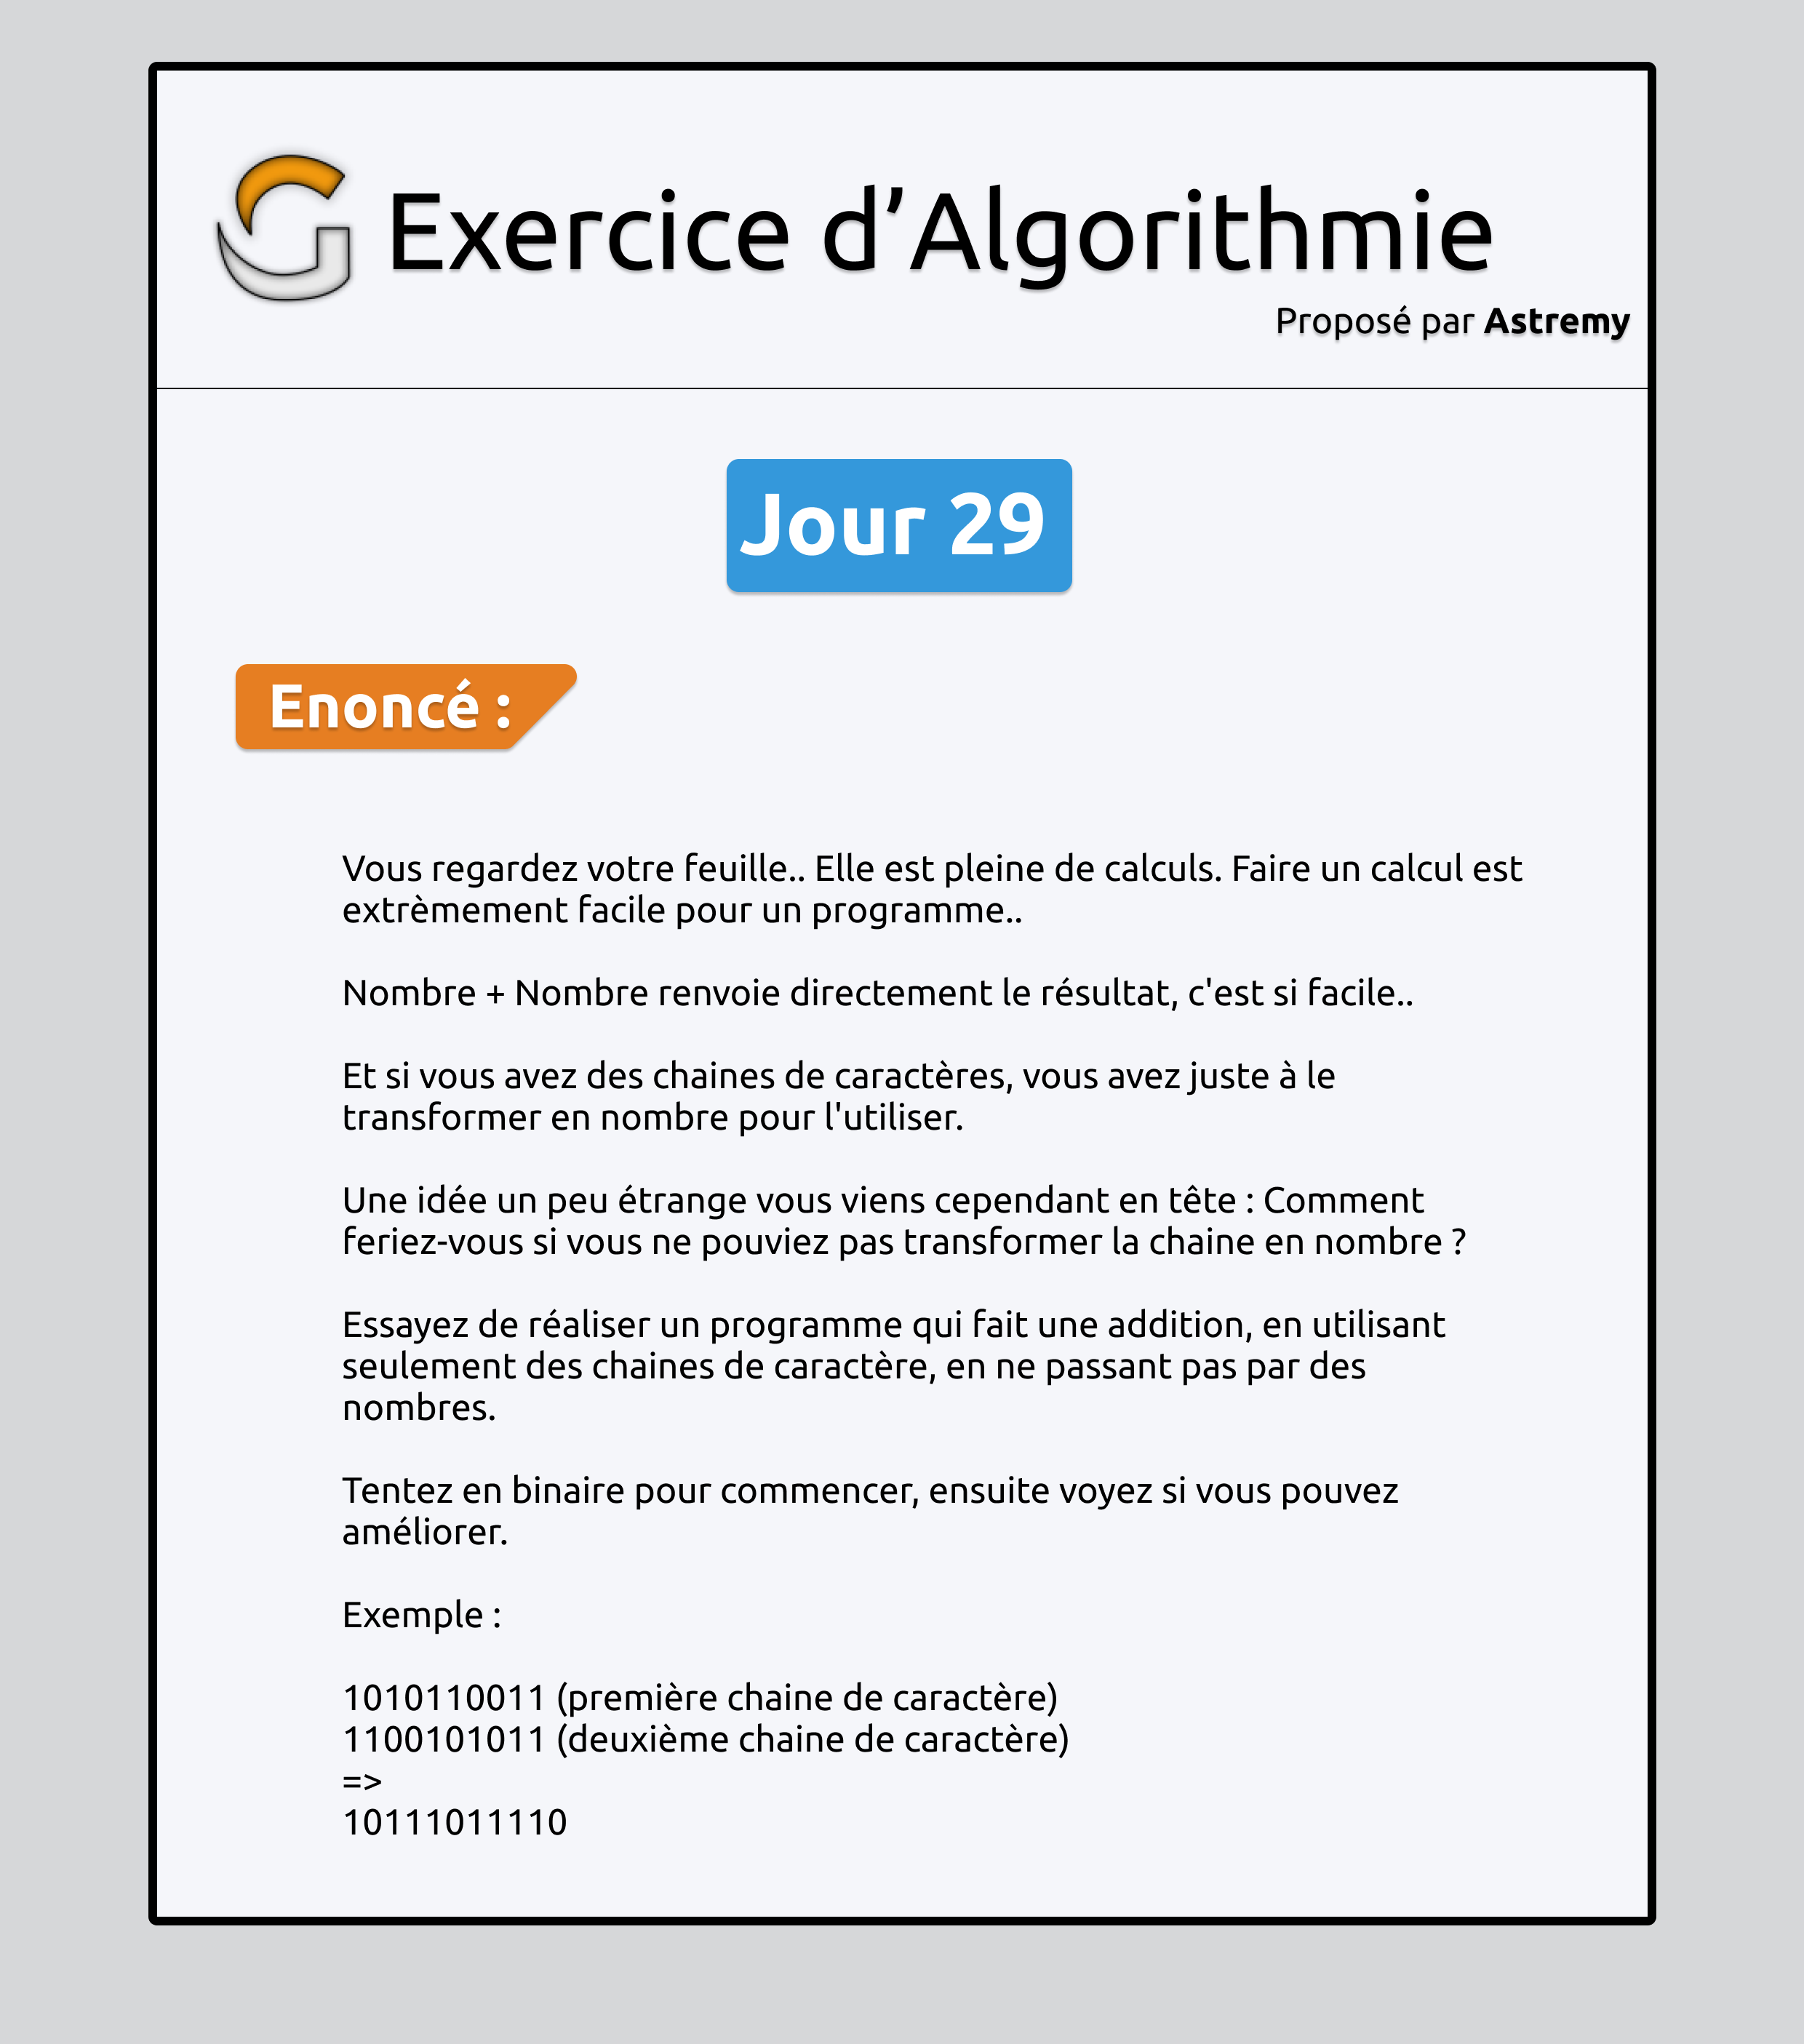 Exercice d’Algorithmie
Proposé par Astremy
Jour 29
Enoncé :
Vous regardez votre feuille.. Elle est pleine de calculs. Faire un calcul est
extrèmement facile pour un programme..
Nombre + Nombre renvoie directement le résultat, c'est si facile..
Et si vous avez des chaines de caractères, vous avez juste à le
transformer en nombre pour l'utiliser.
Une idée un peu étrange vous viens cependant en tête : Comment
feriez-vous si vous ne pouviez pas transformer la chaine en nombre ?
Essayez de réaliser un programme qui fait une addition, en utilisant
seulement des chaines de caractère, en ne passant pas par des
nombres.
Tentez en binaire pour commencer, ensuite voyez si vous pouvez
améliorer.
Exemple :
1010110011 (première chaine de caractère)
1100101011 (deuxième chaine de caractère)
=>
10111011110